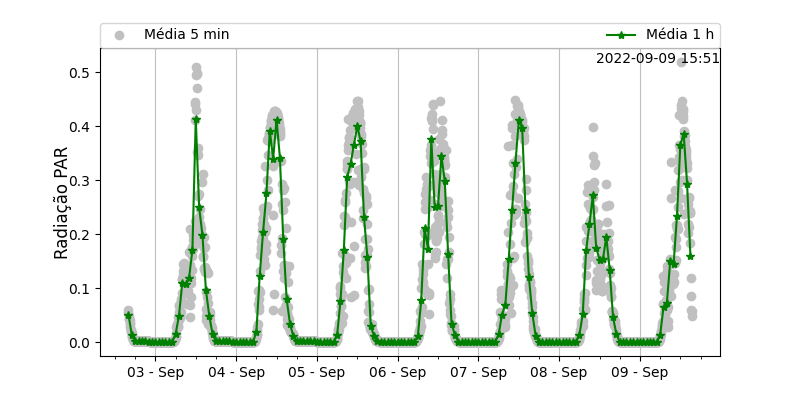 Média 5 min
Média 1 h
2022-09-09 15:51
Radiação PAR
0.5
0.4
0.3
0.2
0.1
0.0
03 - Sep
04 - Sep
05 - Sep
06 - Sep
07 - Sep
08 - Sep
09 - Sep